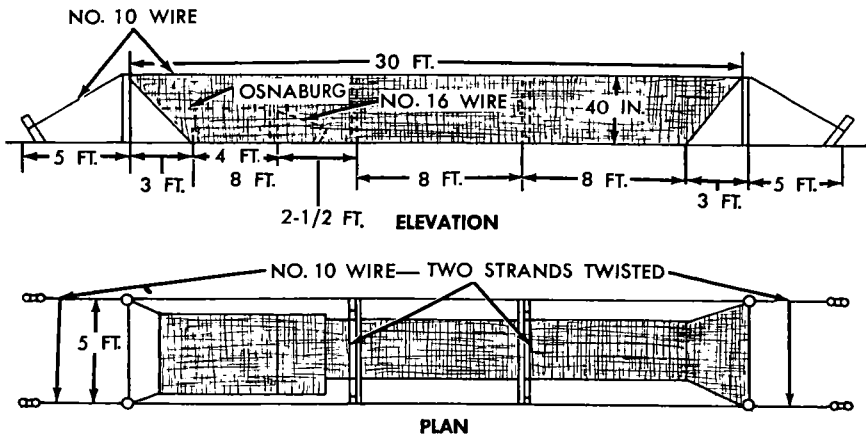 NO. 10 WIRE
30 FT.
OSNABURG
NO. 16 WIRE
40 IN.
5 FT.
3 FT.
4 FT.
8 FT.
2-1/2 FT.
8 FT.
8 FT.
3 FT.
5 FT.
ELEVATION
NO. 10 WIRE— TWO STRANDS TWISTED
5 FT.
PLAN